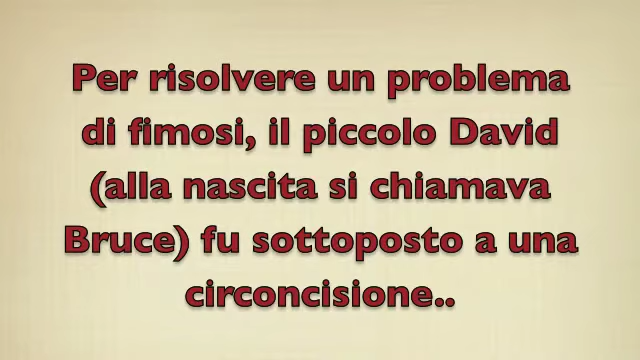 Per risolvere un problema
di fimosi, il piccolo David
(alla nascita si chiamava
Bruce) fu sottoposto a una
circoncisione..